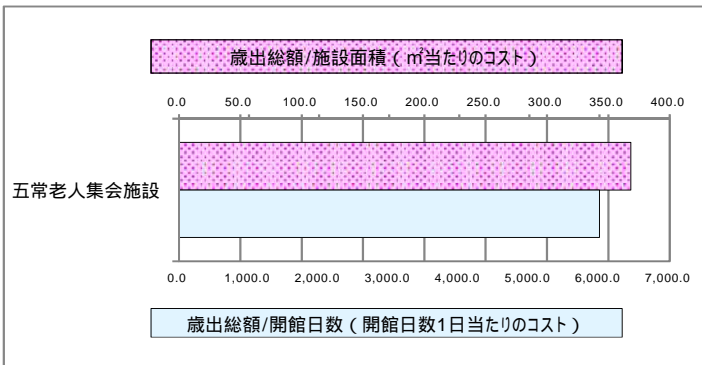 歳出総額/施設面積（㎡当たりのコスト）
0.0 50.0 100.0 150.0 200.0 250.0 300.0 350.0 400.0
五常老人集会施設
0.0 1,000.0 2,000.0 3,000.0 4,000.0 5,000.0 6,000.0 7,000.0
歳出総額/開館日数（開館日数1日当たりのコスト）